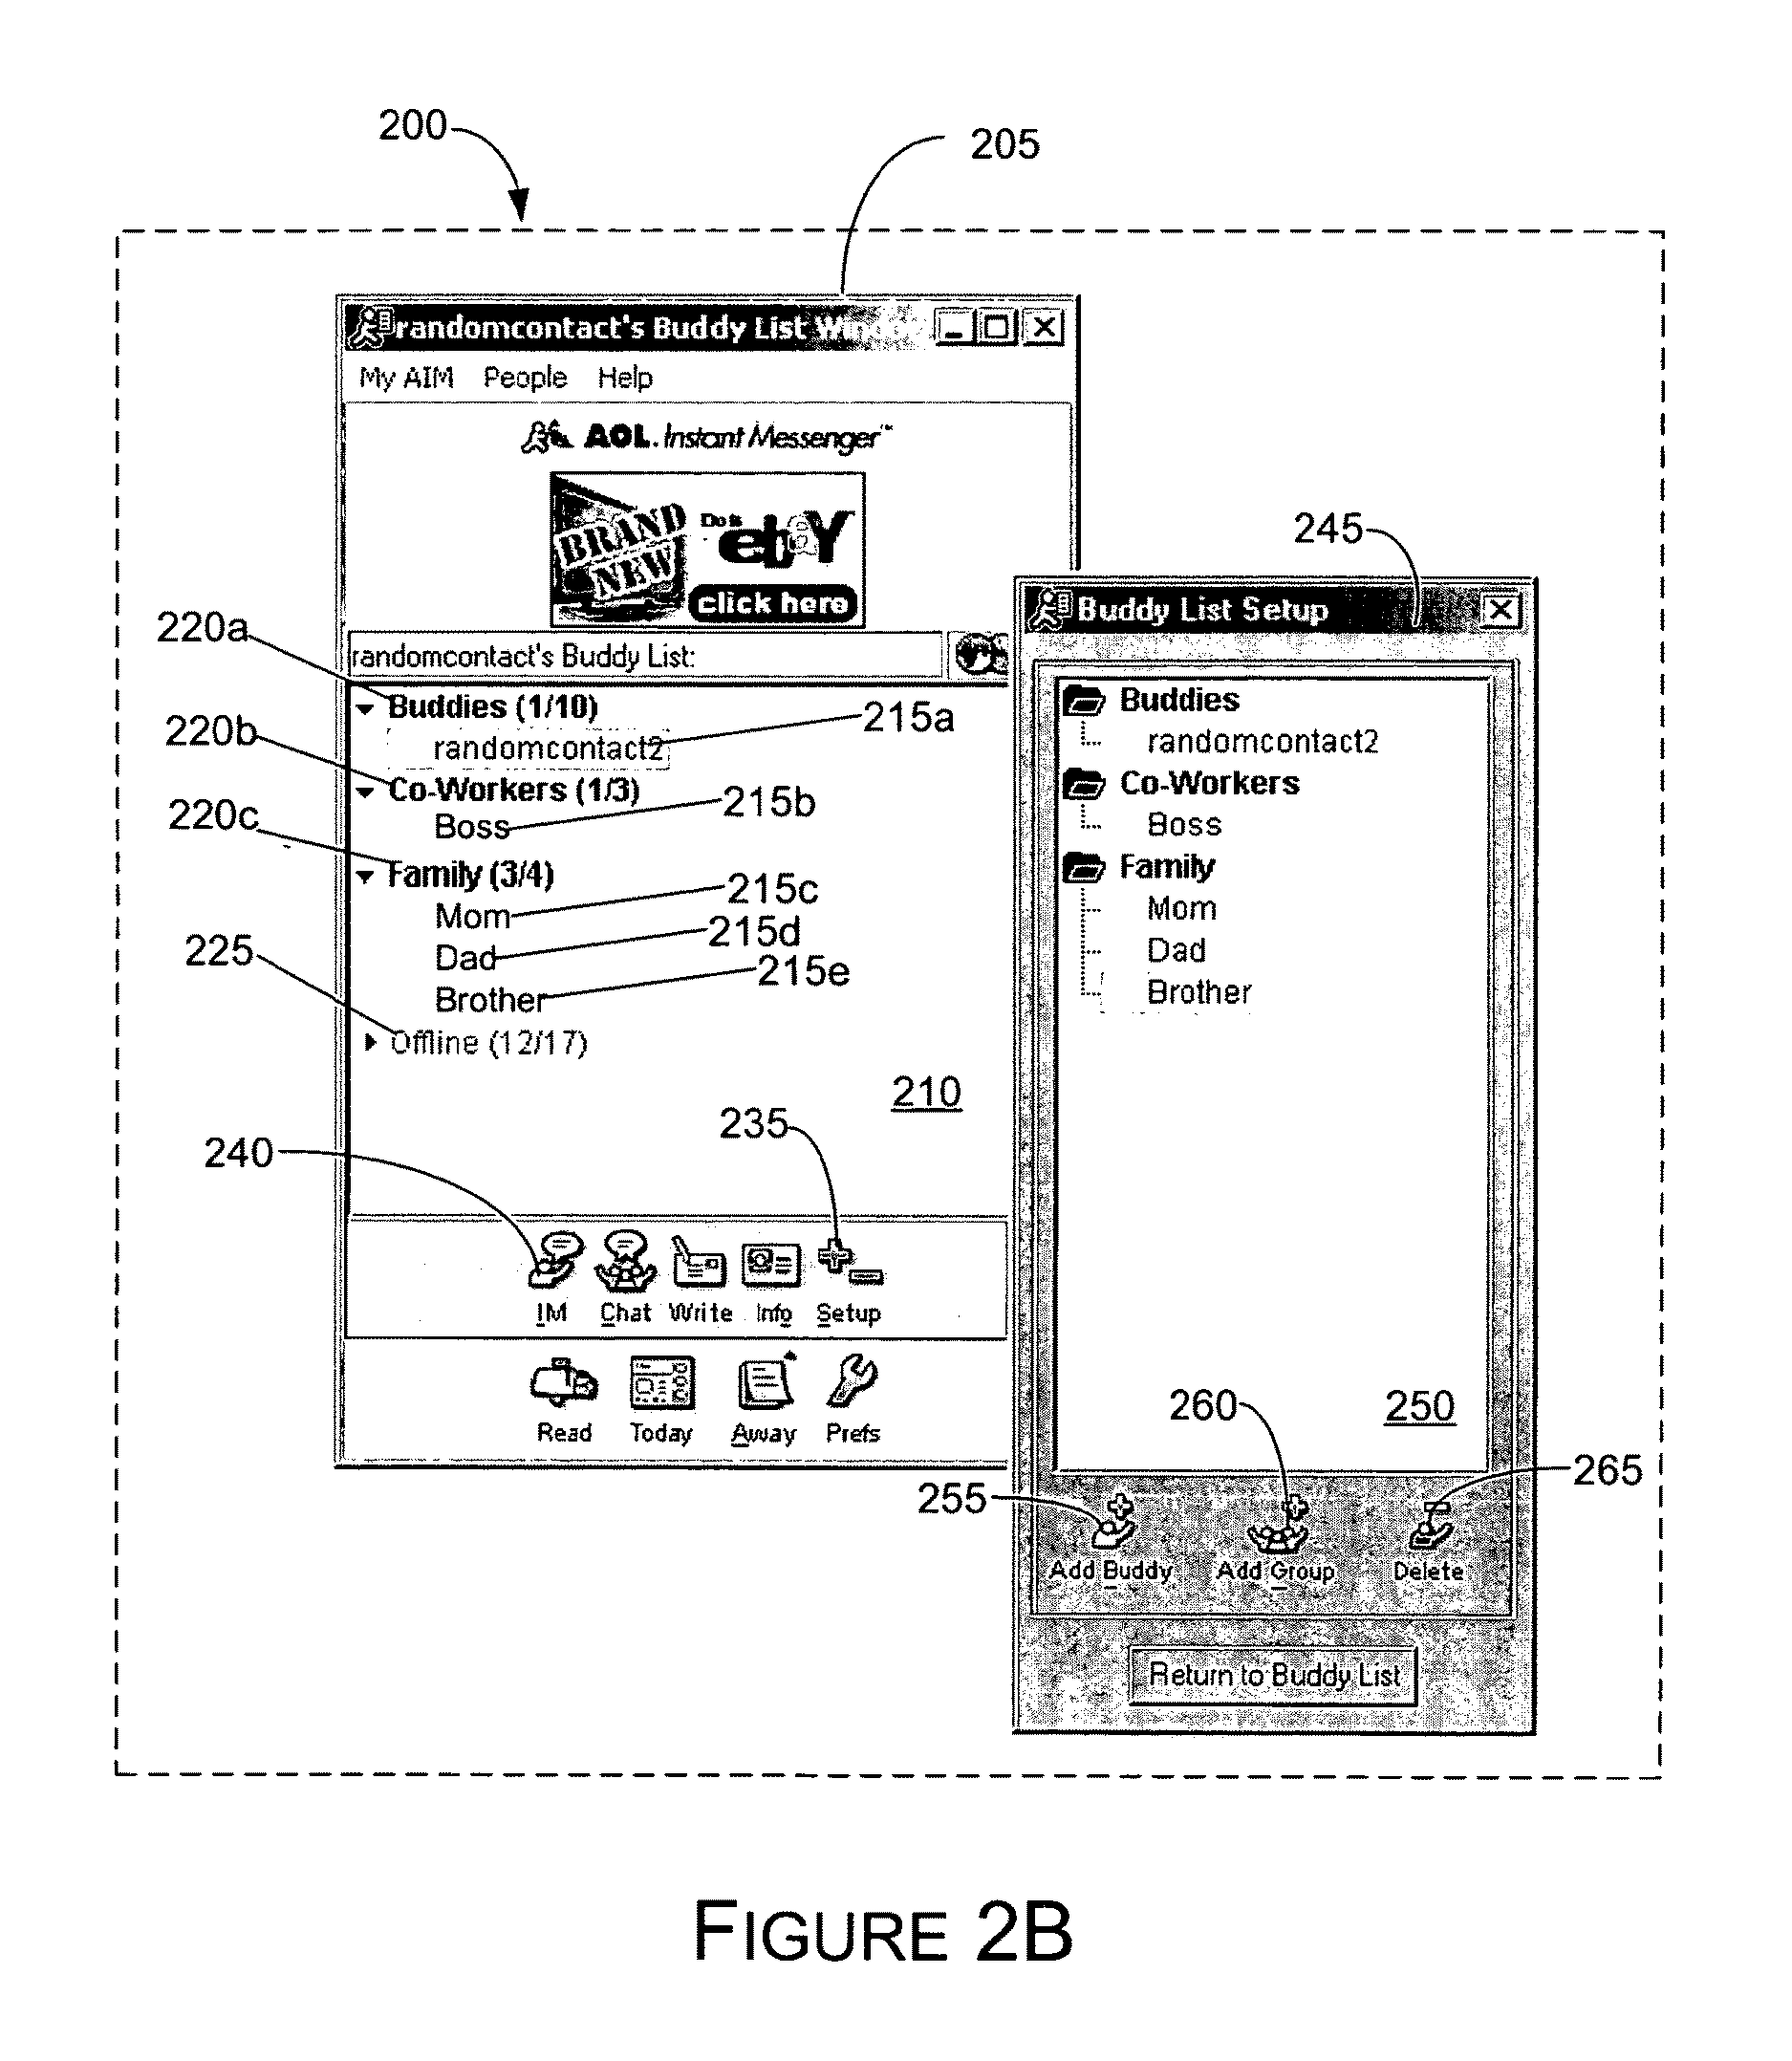 200
205
randomcontact's Buddy List Window
My AIM People Help
AOL Instant Messenger™
BRAND NEW
Do is
ebaY
click here
245
Buddy List Setup
220a
randomcontact's Buddy List:
Buddies (1/10)
215a
220b
randomcontact2
Co-Workers (1/3)
215b
220c
Boss
Family (3/4)
215c
Mom
215d
225
Dad
215e
Brother
Offline (12/17)
210
235
240
IM Chat Write Info Setup
Read Today Away Prefs
Buddies
randomcontact2
Co-Workers
Boss
Family
Mom
Dad
Brother
260
250
255
265
Add Buddy Add Group Delete
Return to Buddy List
FIGURE 2B